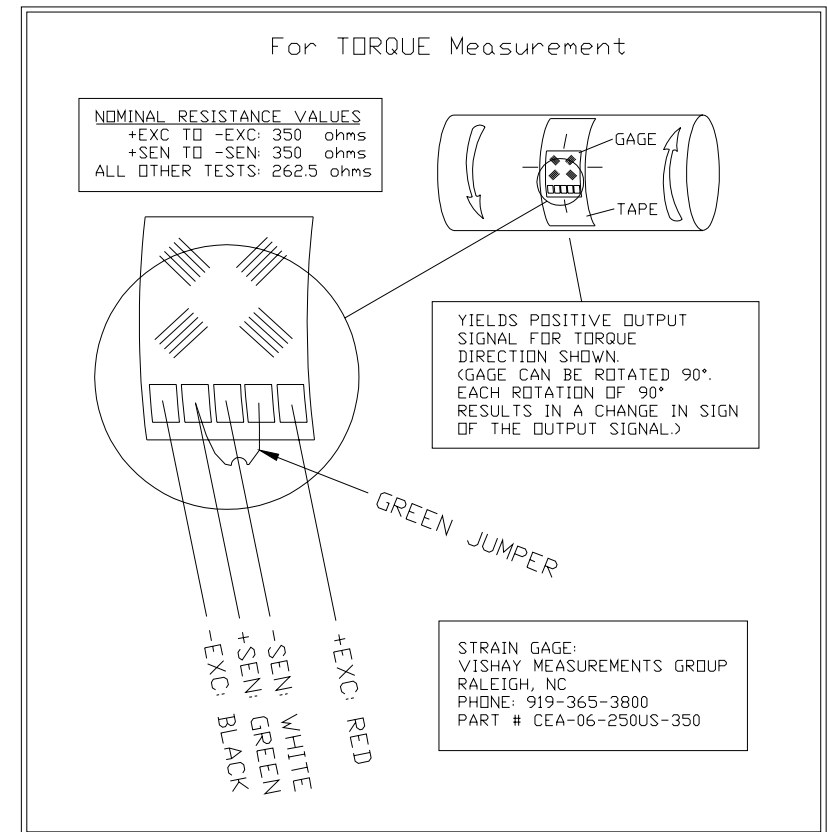 For TORQUE Measurement
NOMINAL RESISTANCE VALUES
+EXC TO -EXC: 350 ohms
+SEN TO -SEN: 350 ohms
ALL OTHER TESTS: 262.5 ohms
GAGE
TAPE
YIELDS POSITIVE OUTPUT
SIGNAL FOR TORQUE
DIRECTION SHOWN.
(GAGE CAN BE ROTATED 90°.
EACH ROTATION OF 90°
RESULTS IN A CHANGE IN SIGN
OF THE OUTPUT SIGNAL.)
GREEN JUMPER
-EXC: BLACK
+SEN: GREEN
-SEN: WHITE
+EXC: RED
STRAIN GAGE:
VISHAY MEASUREMENTS GROUP
RALEIGH, NC
PHONE: 919-365-3800
PART # CEA-06-250US-350